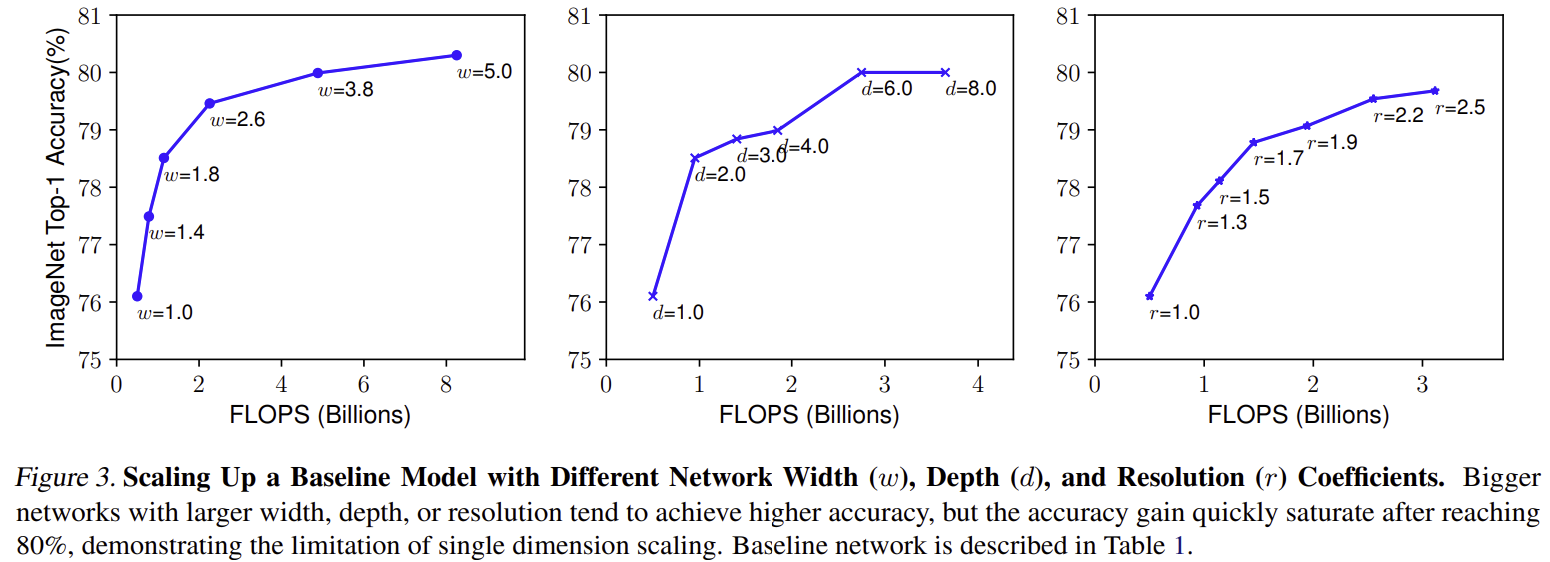 ImageNet Top-1 Accuracy(%)
81
80
79
78
77
76
75
0 2 4 6 8
FLOPS (Billions)
w=1.0
w=1.4
w=1.8
w=2.6
w=3.8
w=5.0
81
80
79
78
77
76
75
0 1 2 3 4
FLOPS (Billions)
d=1.0
d=2.0
d=3.0
d=4.0
d=6.0
d=8.0
81
80
79
78
77
76
75
0 1 2 3
FLOPS (Billions)
r=1.0
r=1.3
r=1.5
r=1.7
r=1.9
r=2.2
r=2.5
Figure 3. Scaling Up a Baseline Model with Different Network Width (w), Depth (d), and Resolution (r) Coefficients. Bigger
networks with larger width, depth, or resolution tend to achieve higher accuracy, but the accuracy gain quickly saturate after reaching
80%, demonstrating the limitation of single dimension scaling. Baseline network is described in Table 1.